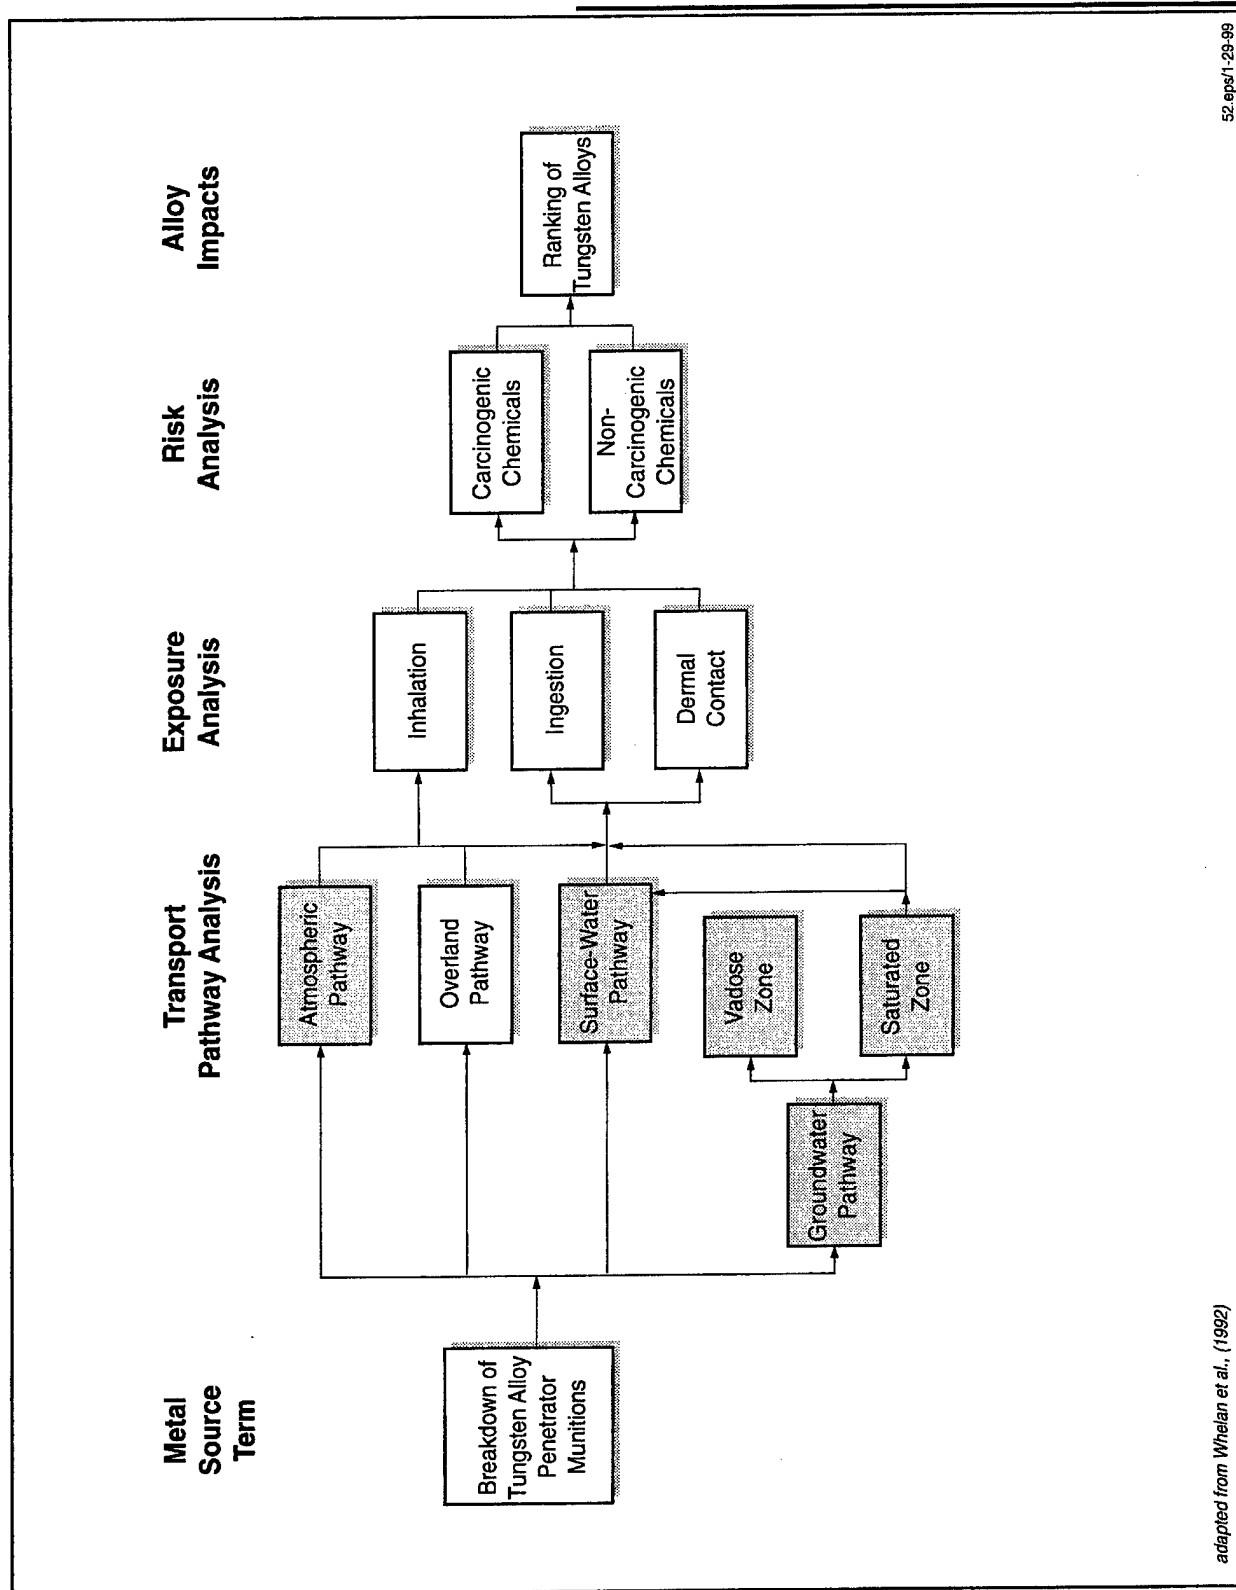 Metal
Source
Term
Transport
Pathway Analysis
Exposure
Analysis
Risk
Analysis
Alloy
Impacts
Breakdown of
Tungsten Alloy
Penetrator
Munitions
Atmospheric
Pathway
Overland
Pathway
Surface-Water
Pathway
Groundwater
Pathway
Vadose
Zone
Saturated
Zone
Inhalation
Ingestion
Dermal
Contact
Carcinogenic
Chemicals
Non-
Carcinogenic
Chemicals
Ranking of
Tungsten Alloys
adapted from Whelan et al., (1992)
52.eps/1-29-99